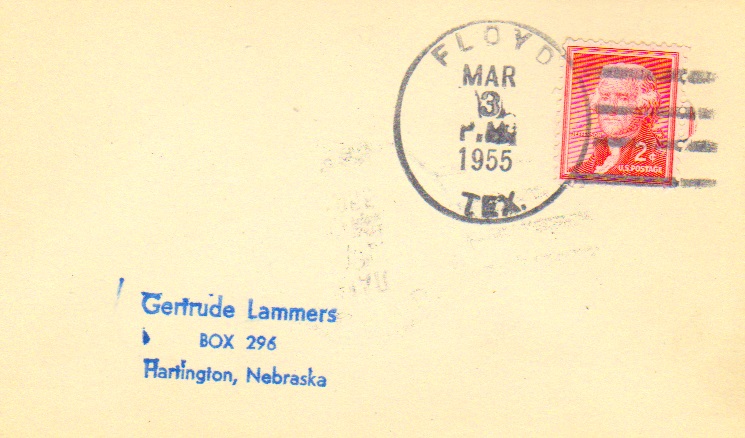 FLOYD
MAR
3
P.M.
1955
TEX.
2¢
U.S. POSTAGE
Gertrude Lammers
BOX 296
Hartington, Nebraska